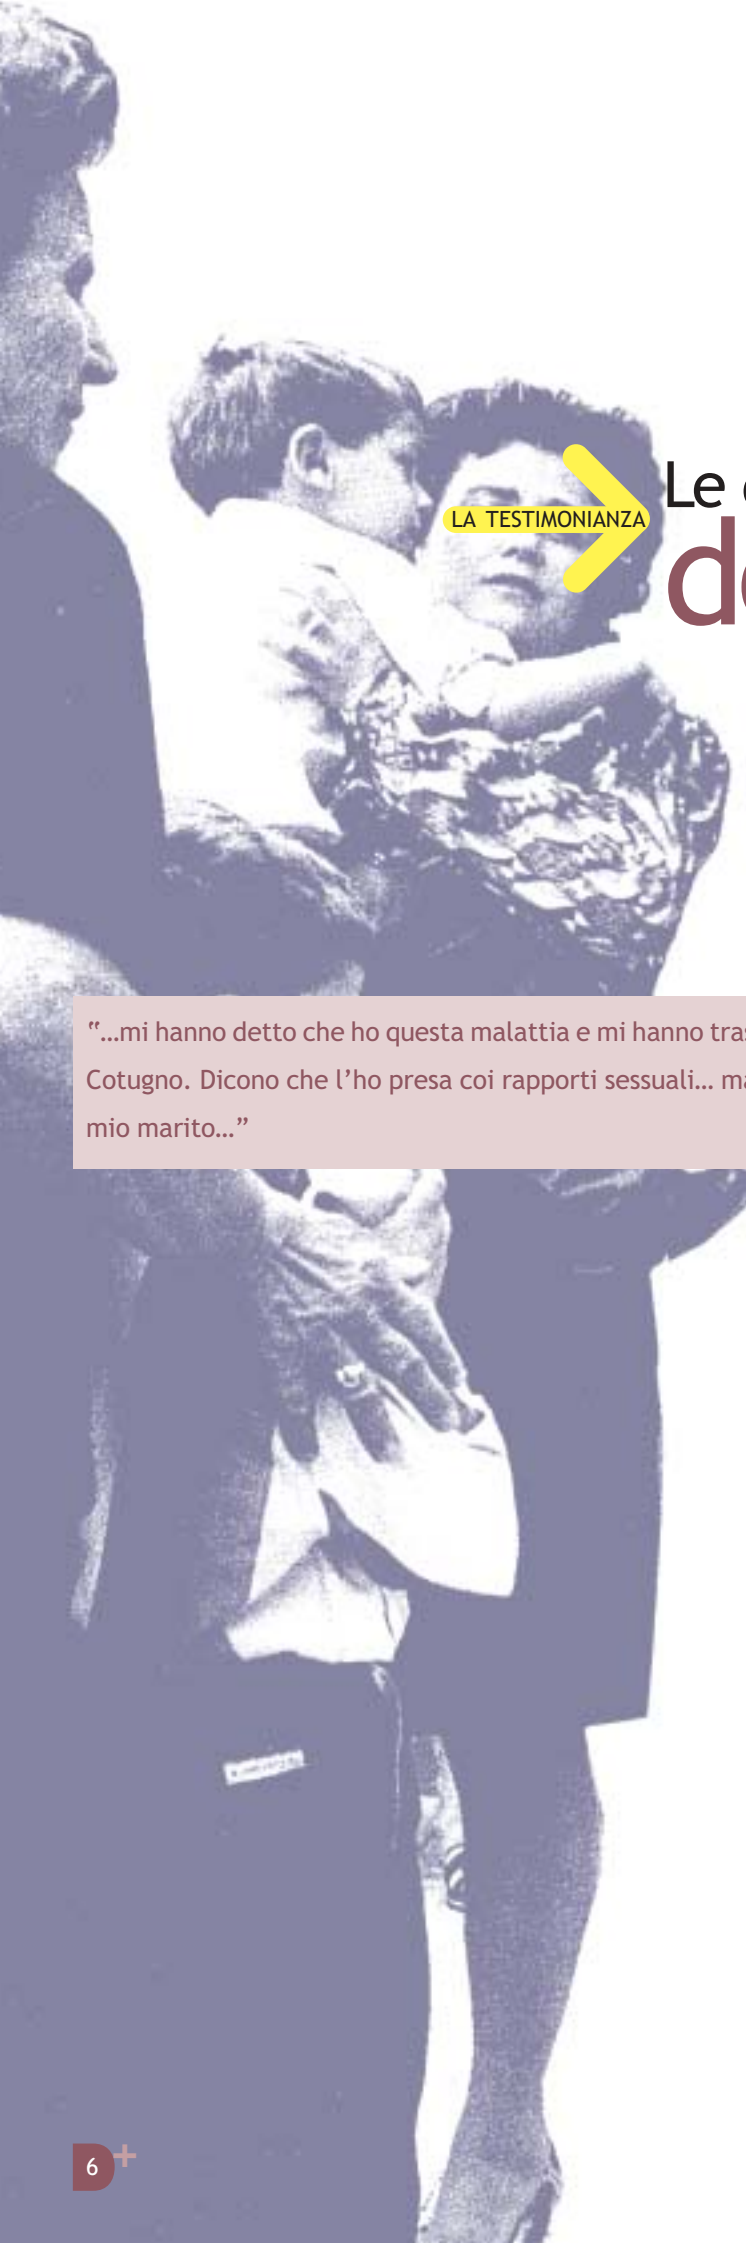 LA TESTIMONIANZA
Le
“…mi hanno detto che ho questa malattia e mi hanno
Cotugno. Dicono che l’ho presa coi rapporti sessuali…
mio marito…”
6